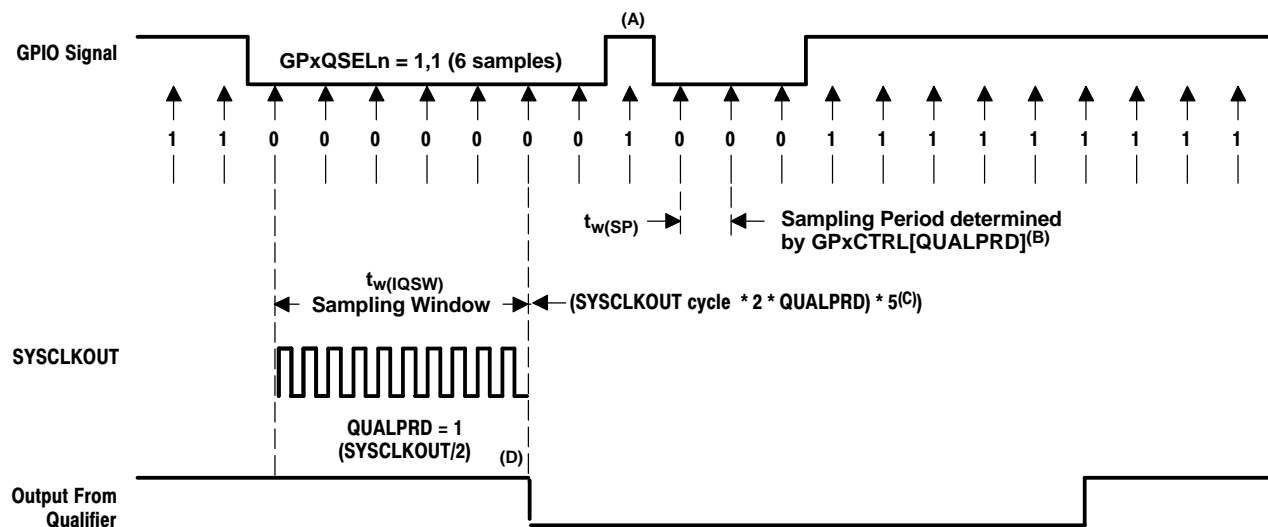 (A)
GPIO Signal
GPxQSELn = 1,1 (6 samples)
1 1 0 0 0 0 0 0 0 1 0 0 0 1 1 1 1 1 1 1 1 1
tw(SP)
Sampling Period determined
by GPxCTRL[QUALPRD](B)
tw(IQSW)
Sampling Window
(SYSCLKOUT cycle * 2 * QUALPRD) * 5(C))
SYSCLKOUT
QUALPRD = 1
(SYSCLKOUT/2)
(D)
Output From
Qualifier